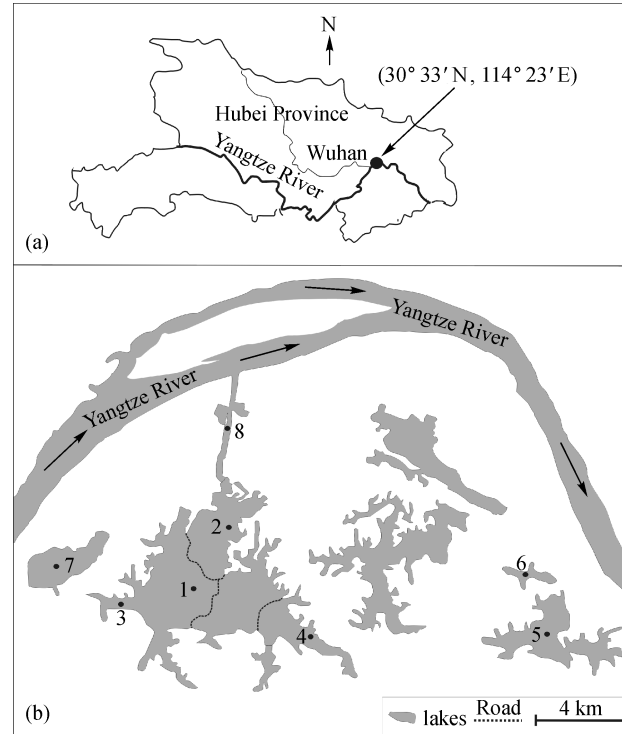 N
(30° 33′ N, 114° 23′ E)
Hubei Province
Wuhan
Yangtze River
(a)
Yangtze River
Yangtze River
8
2
7
6
1
3
4
5
(b)
lakes Road 4 km